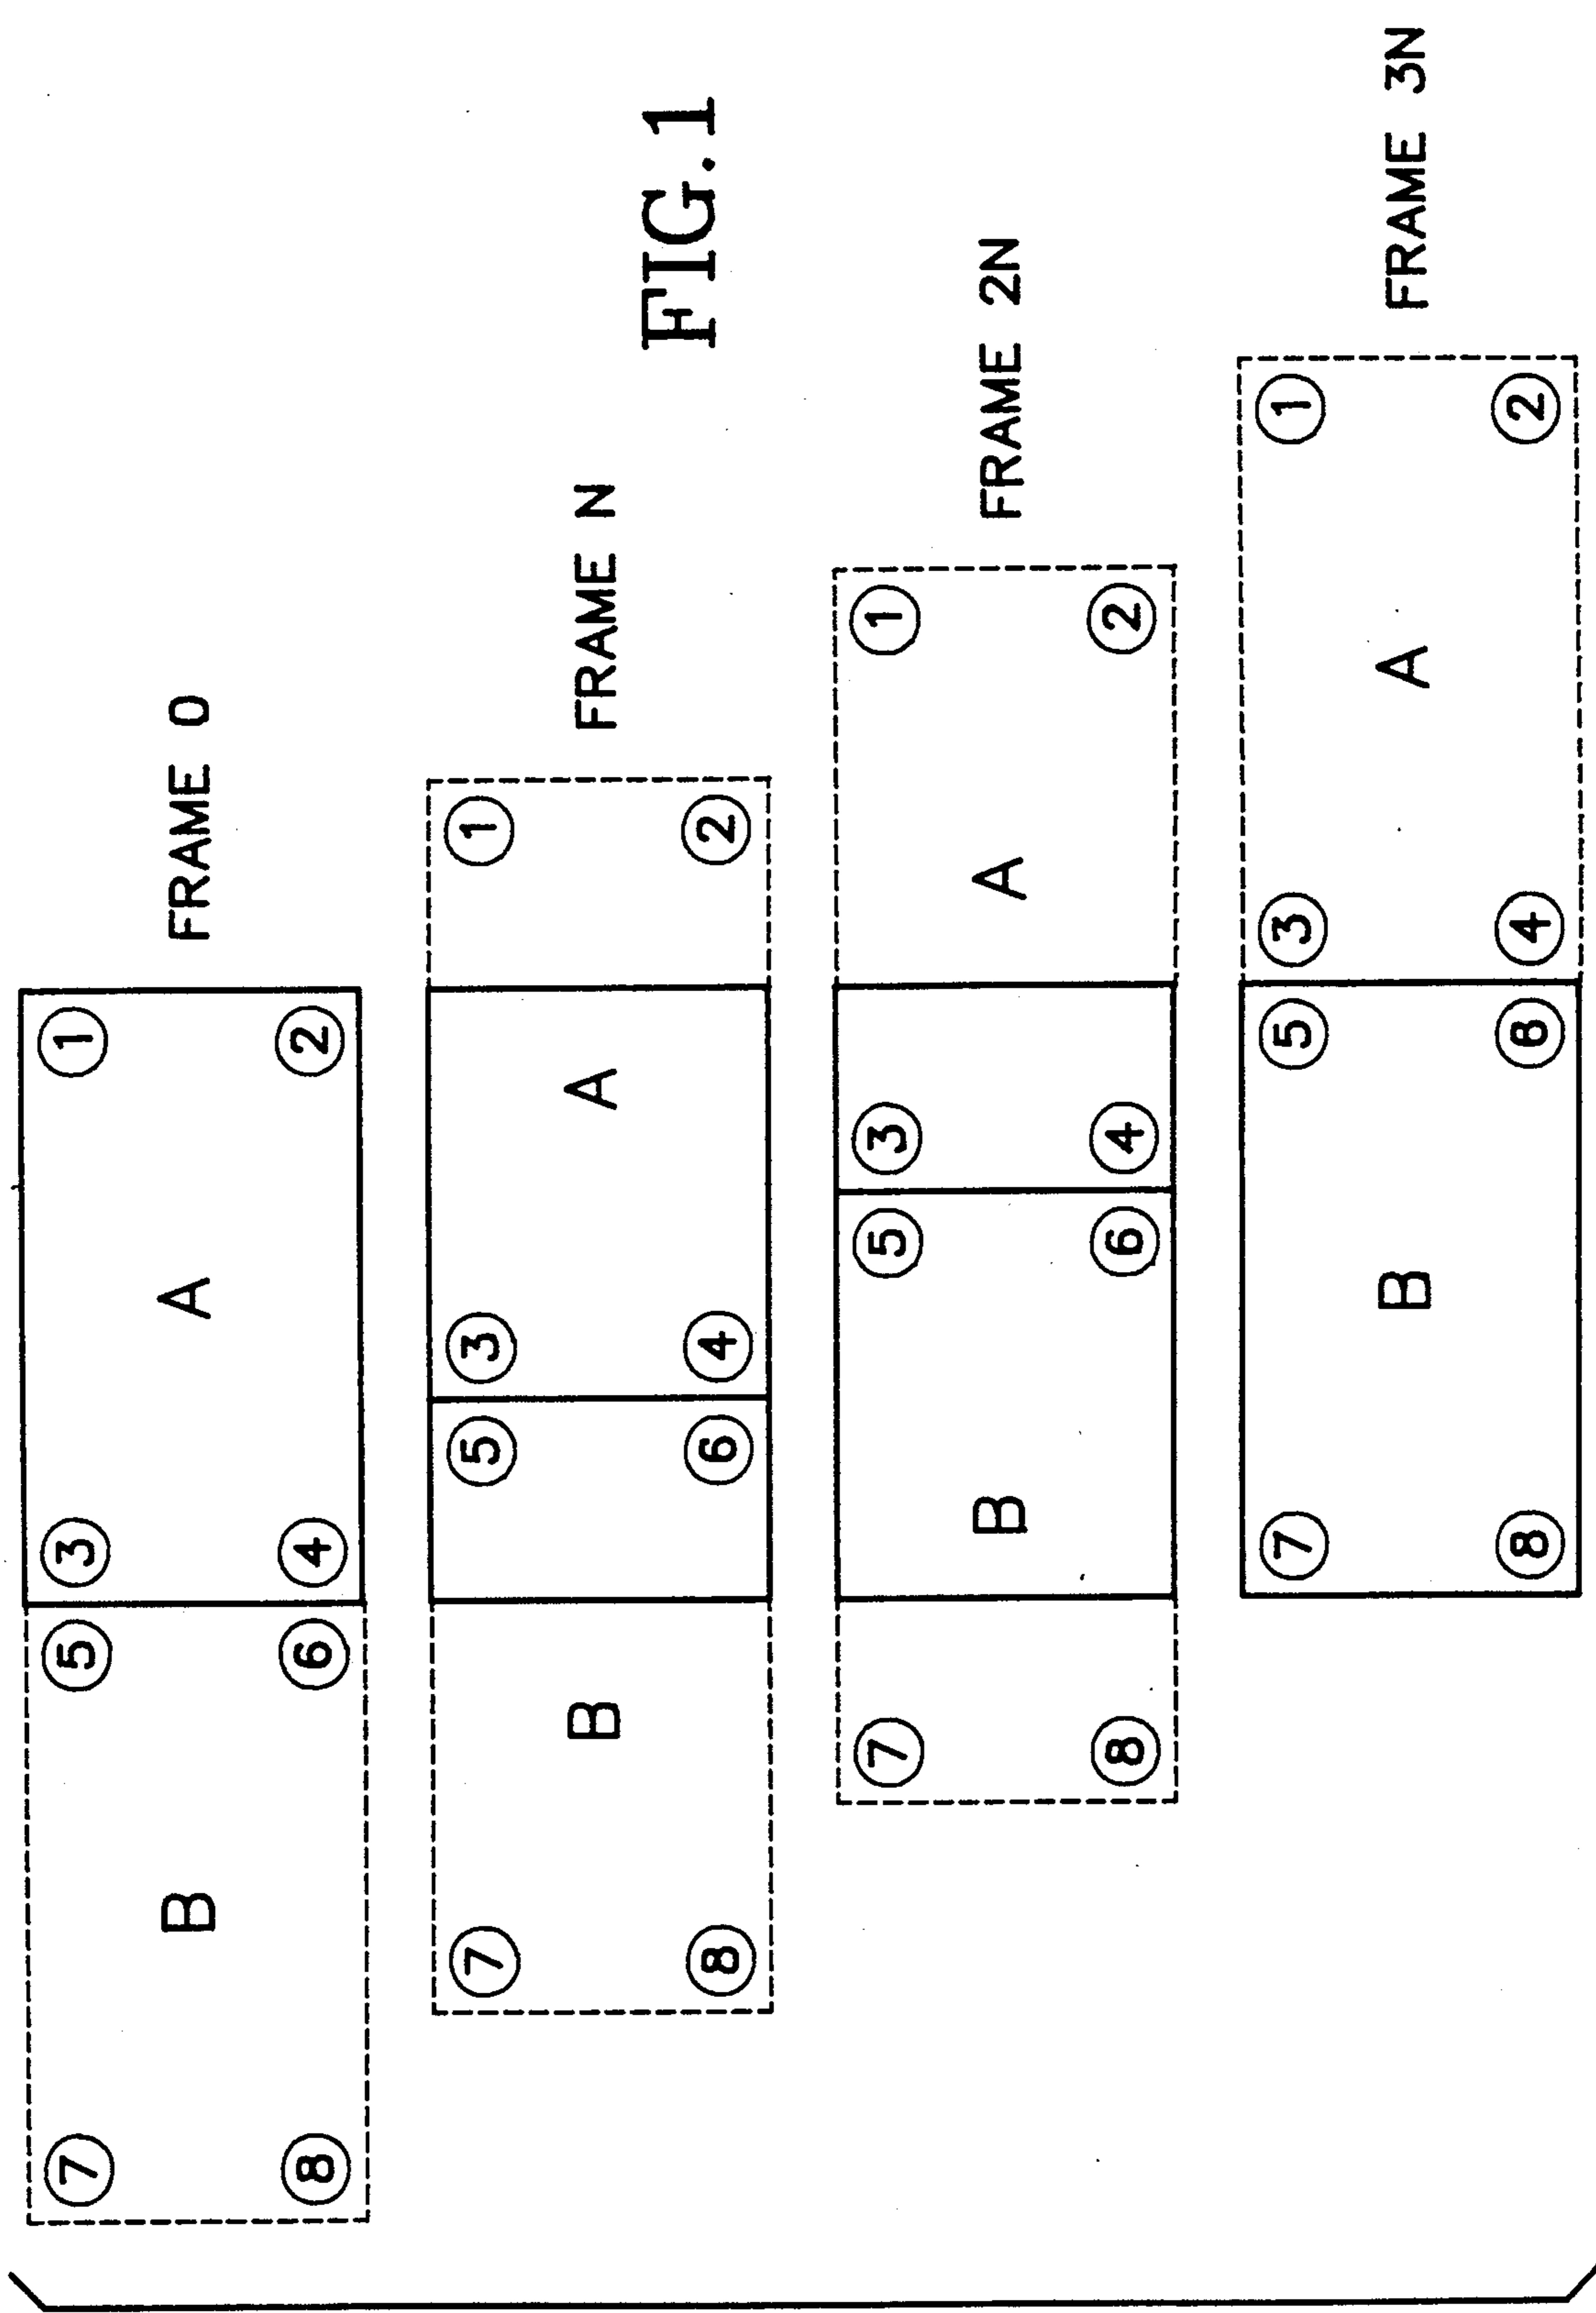 ⑦ ⑤ ③ ①
B A FRAME 0
⑧ ⑥ ④ ②
⑦ ⑤ ③ ①
B A FRAME N
⑧ ⑥ ④ ②
FIG.1
⑦ ⑤ ③ ①
B A FRAME 2N
⑧ ⑥ ④ ②
⑦ ⑤ ③ ①
B A FRAME 3N
⑧ ⑥ ④ ②